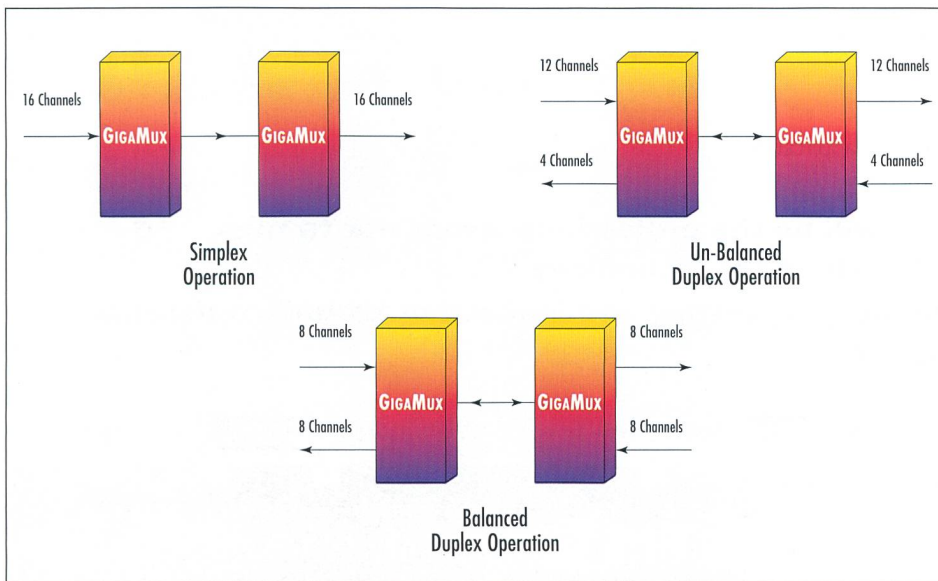 16 Channels
GIGAMUX
GIGAMUX
16 Channels
Simplex
Operation
12 Channels
4 Channels
GIGAMUX
GIGAMUX
12 Channels
4 Channels
Un-Balanced
Duplex Operation
8 Channels
8 Channels
GIGAMUX
GIGAMUX
8 Channels
8 Channels
Balanced
Duplex Operation